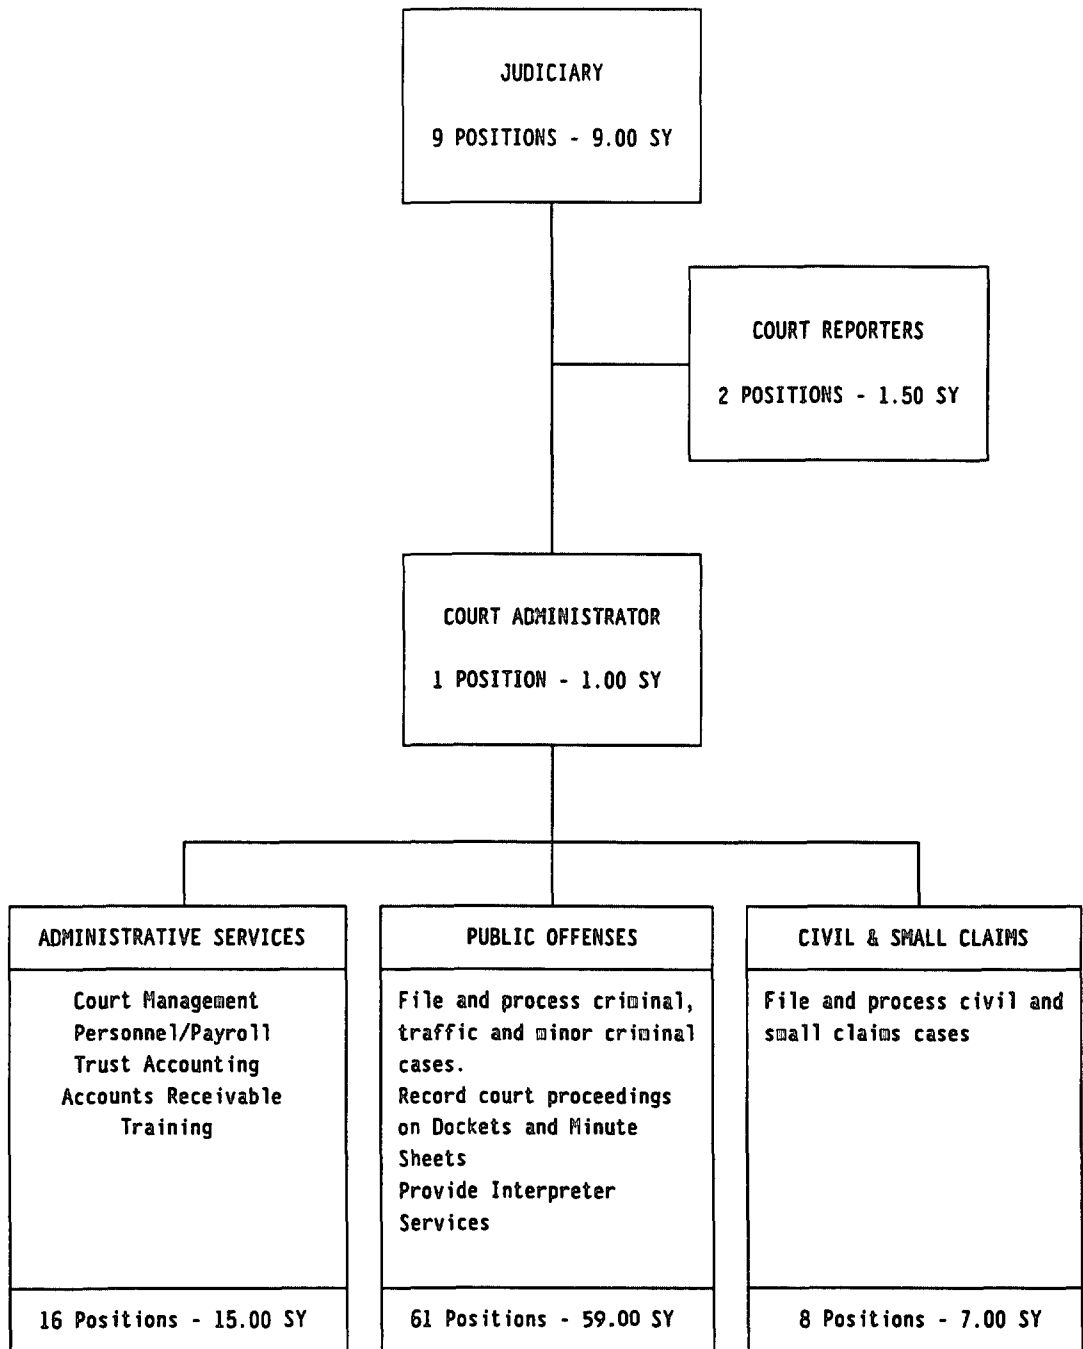 JUDICIARY
9 POSITIONS - 9.00 SY
COURT REPORTERS
2 POSITIONS - 1.50 SY
COURT ADMINISTRATOR
1 POSITION - 1.00 SY
ADMINISTRATIVE SERVICES
Court Management
Personnel/Payroll
Trust Accounting
Accounts Receivable
Training
16 Positions - 15.00 SY
PUBLIC OFFENSES
File and process criminal,
traffic and minor criminal
cases.
Record court proceedings
on Dockets and Minute
Sheets
Provide Interpreter
Services
61 Positions - 59.00 SY
CIVIL & SMALL CLAIMS
File and process civil and
small claims cases
8 Positions - 7.00 SY